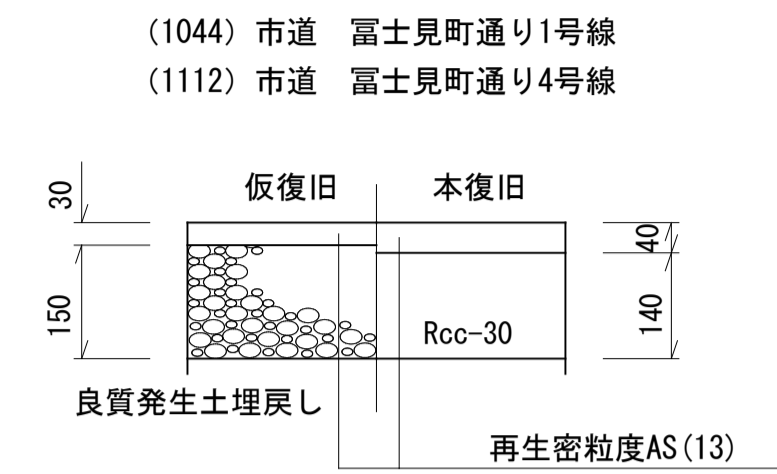 (1044) 市道　冨士見町通り1号線
(1112) 市道　冨士見町通り4号線
仮復旧
本復旧
30
40
150
140
Rcc-30
良質発生土埋戻し
再生密粒度AS(13)